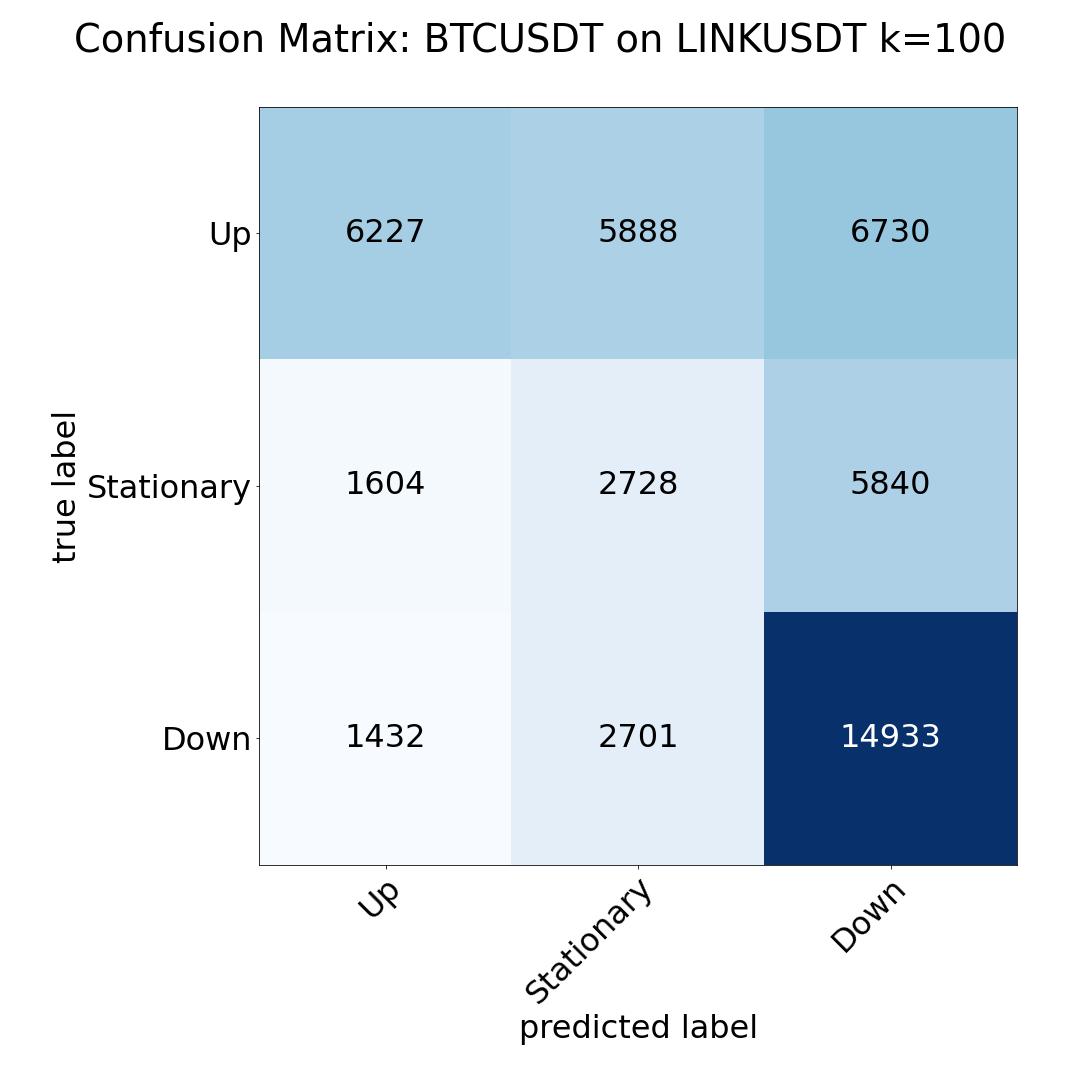 Confusion Matrix: BTCUSDT on LINKUSDT k=100
Up 6227 5888 6730
true label
Stationary 1604 2728 5840
Down 1432 2701 14933
Up Stationary Down
predicted label